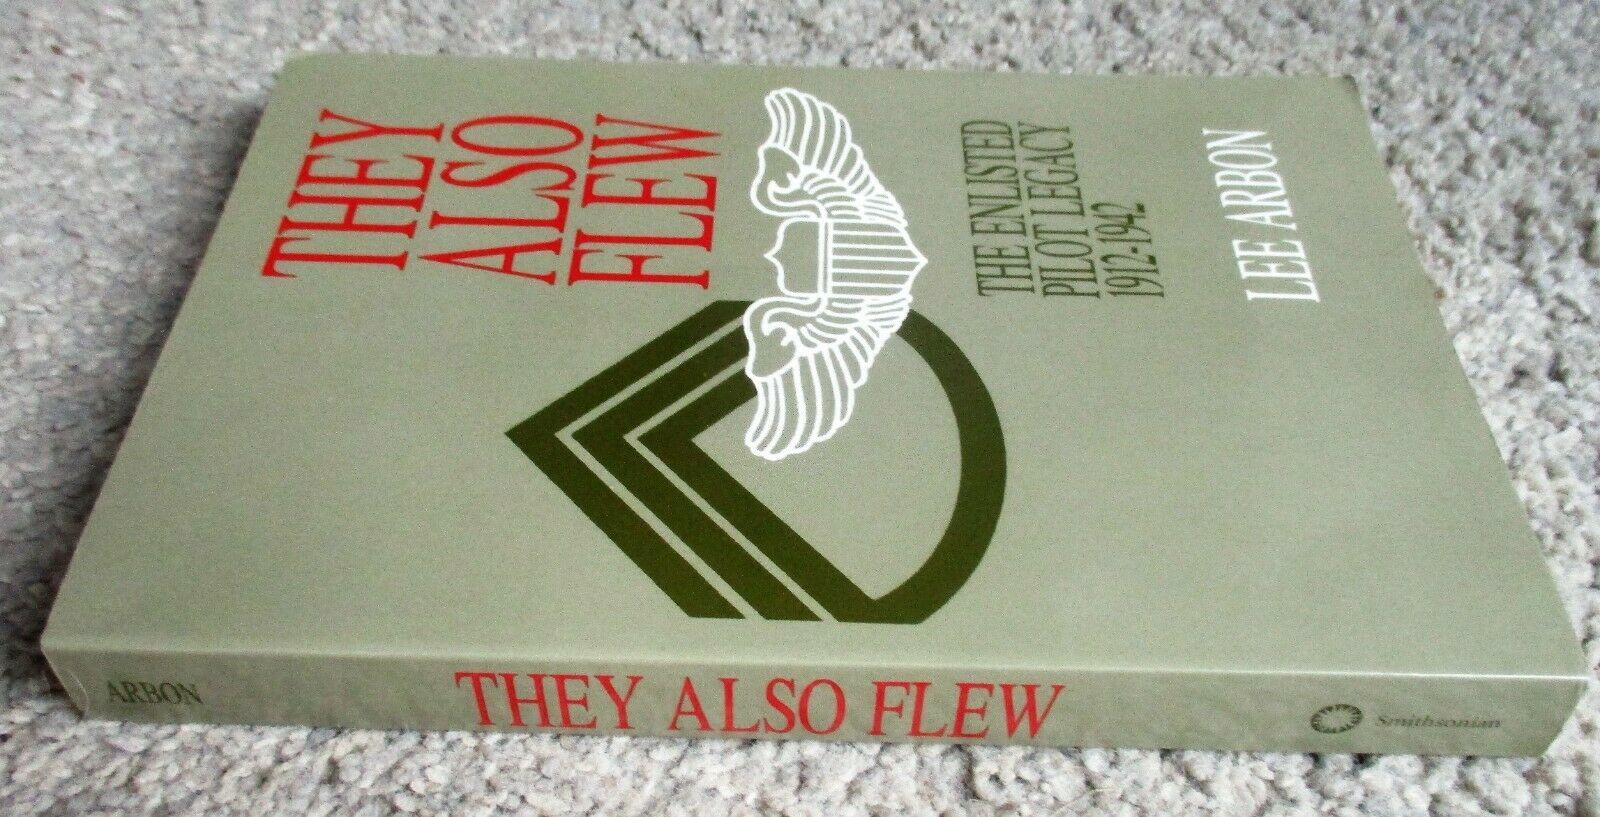 THEY
ALSO
FLEW
THE ENLISTED
PILOT LEGACY
1912-1942
LEE ARBON
ARBON
THEY ALSO FLEW
Smithsonian